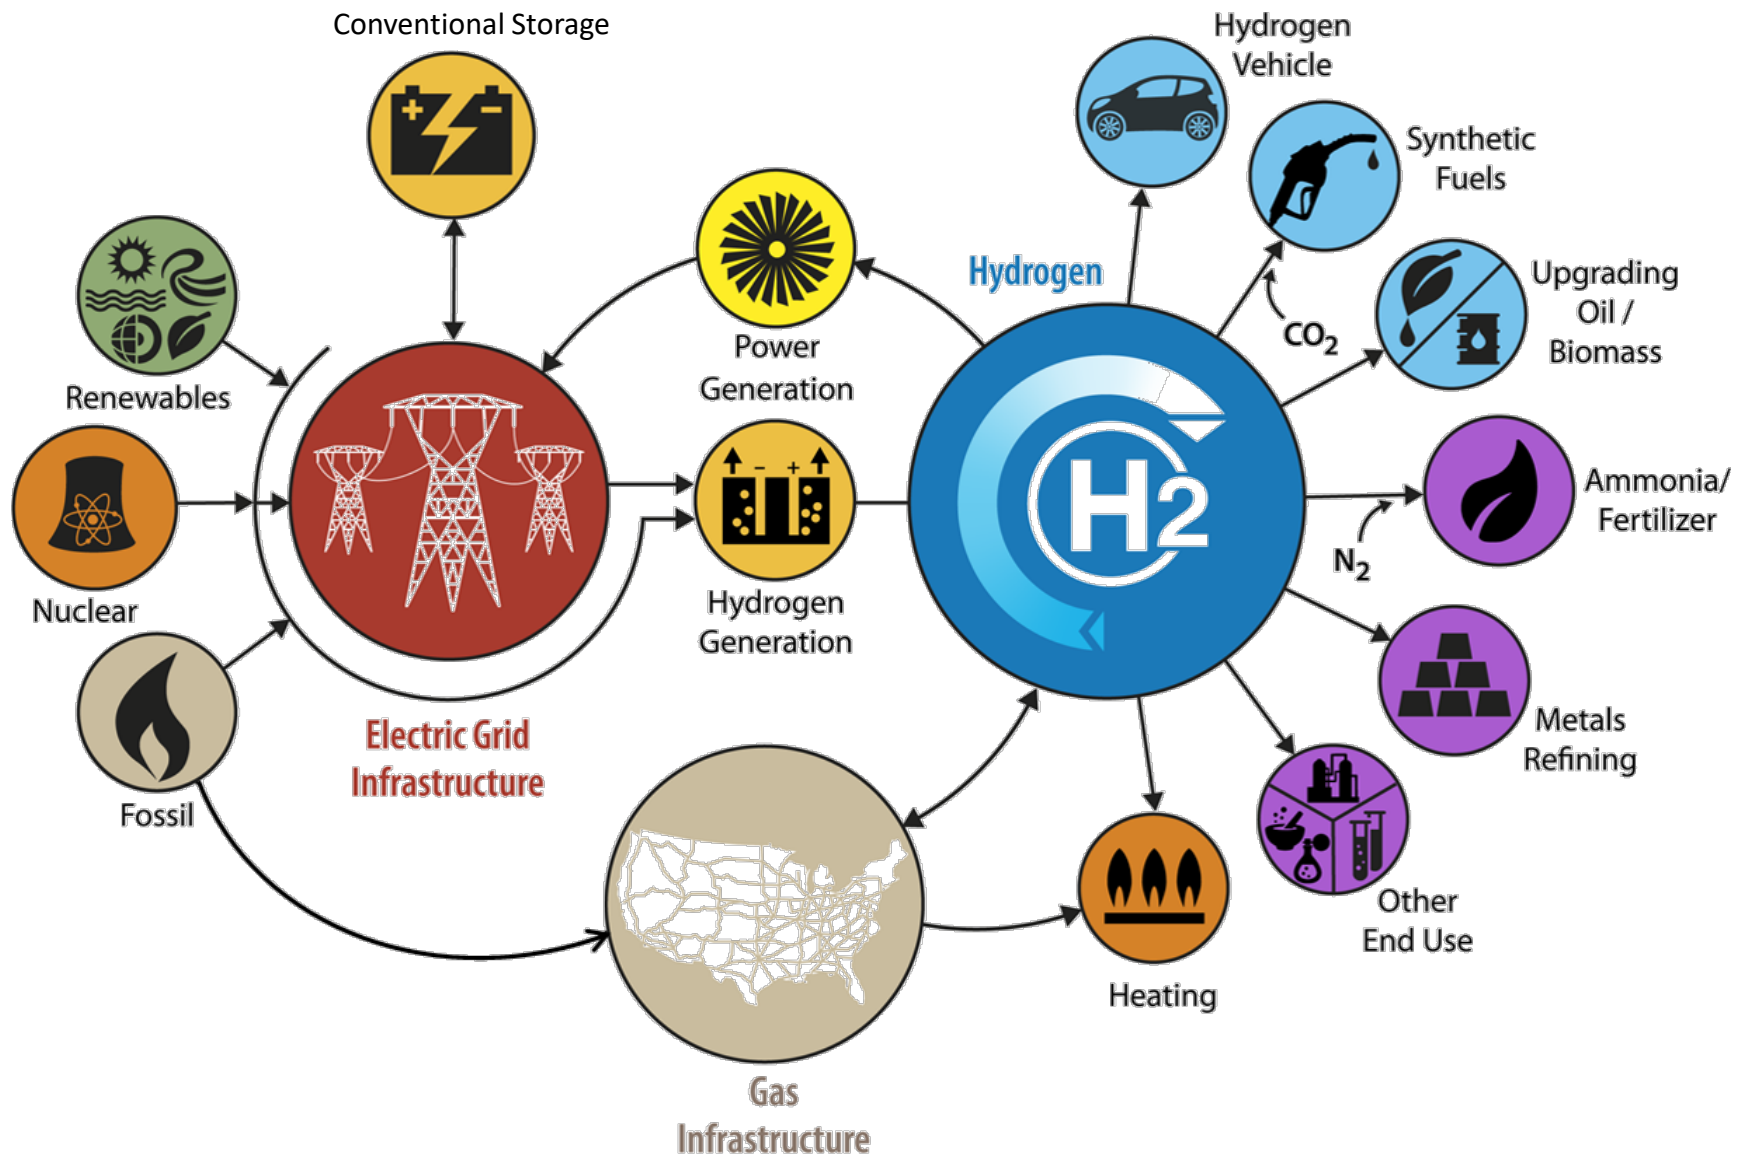 Conventional Storage
Hydrogen
Vehicle
Synthetic
Fuels
Upgrading
Oil /
Biomass
CO₂
Hydrogen
Power
Generation
Renewables
+ -
- +
H2
Ammonia/
Fertilizer
N₂
Nuclear
Hydrogen
Generation
Electric Grid
Infrastructure
Metals
Refining
Fossil
Other
End Use
Heating
Gas
Infrastructure